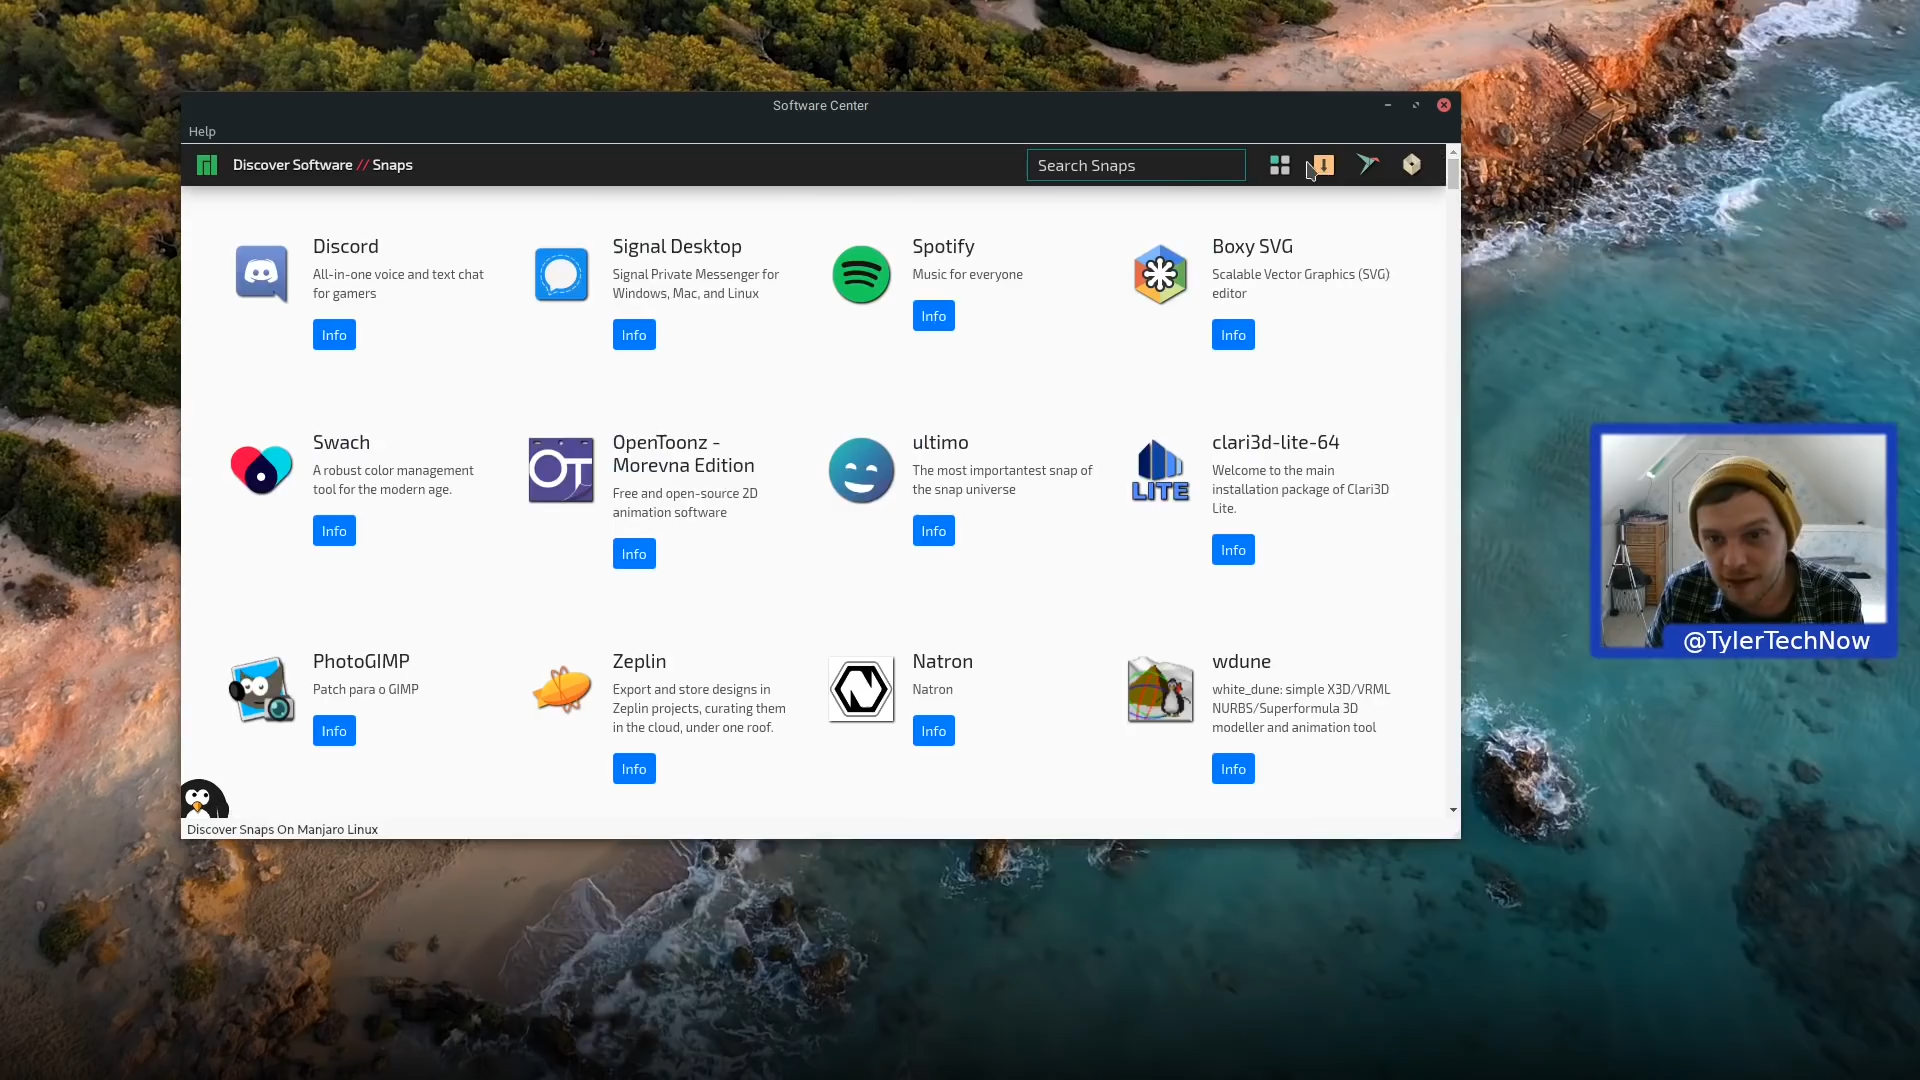 Software Center
Help
Discover Software // Snaps
Search Snaps
Discord
All-in-one voice and text chat
for gamers
Info
Signal Desktop
Signal Private Messenger for
Windows, Mac, and Linux
Info
Spotify
Music for everyone
Info
Boxy SVG
Scalable Vector Graphics (SVG)
editor
Info
Swach
A robust color management
tool for the modern age.
Info
OpenToonz -
Morevna Edition
Free and open-source 2D
animation software
Info
OT
ultimo
The most importantest snap of
the snap universe
Info
clari3d-lite-64
Welcome to the main
installation package of Clari3D
Lite.
Info
LITE
PhotoGIMP
Patch para o GIMP
Info
Zeplin
Export and store designs in
Zeplin projects, curating them
in the cloud, under one roof.
Info
Natron
Natron
Info
N
wdune
white_dune: simple X3D/VRML
NURBS/Superformula 3D
modeller and animation tool
Info
Discover Snaps On Manjaro Linux
@TylerTechNow